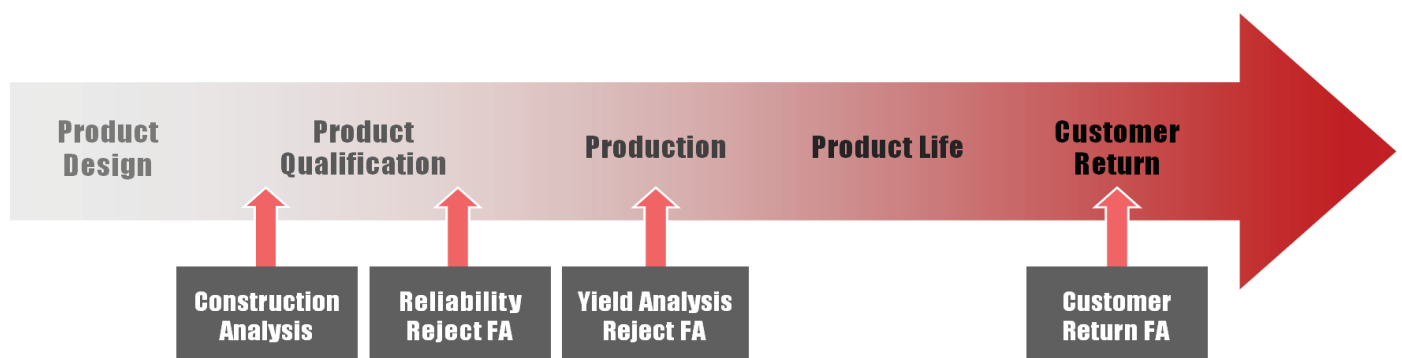 Product
Design
Product
Qualification
Production
Product Life
Customer
Return
Construction
Analysis
Reliability
Reject FA
Yield Analysis
Reject FA
Customer
Return FA